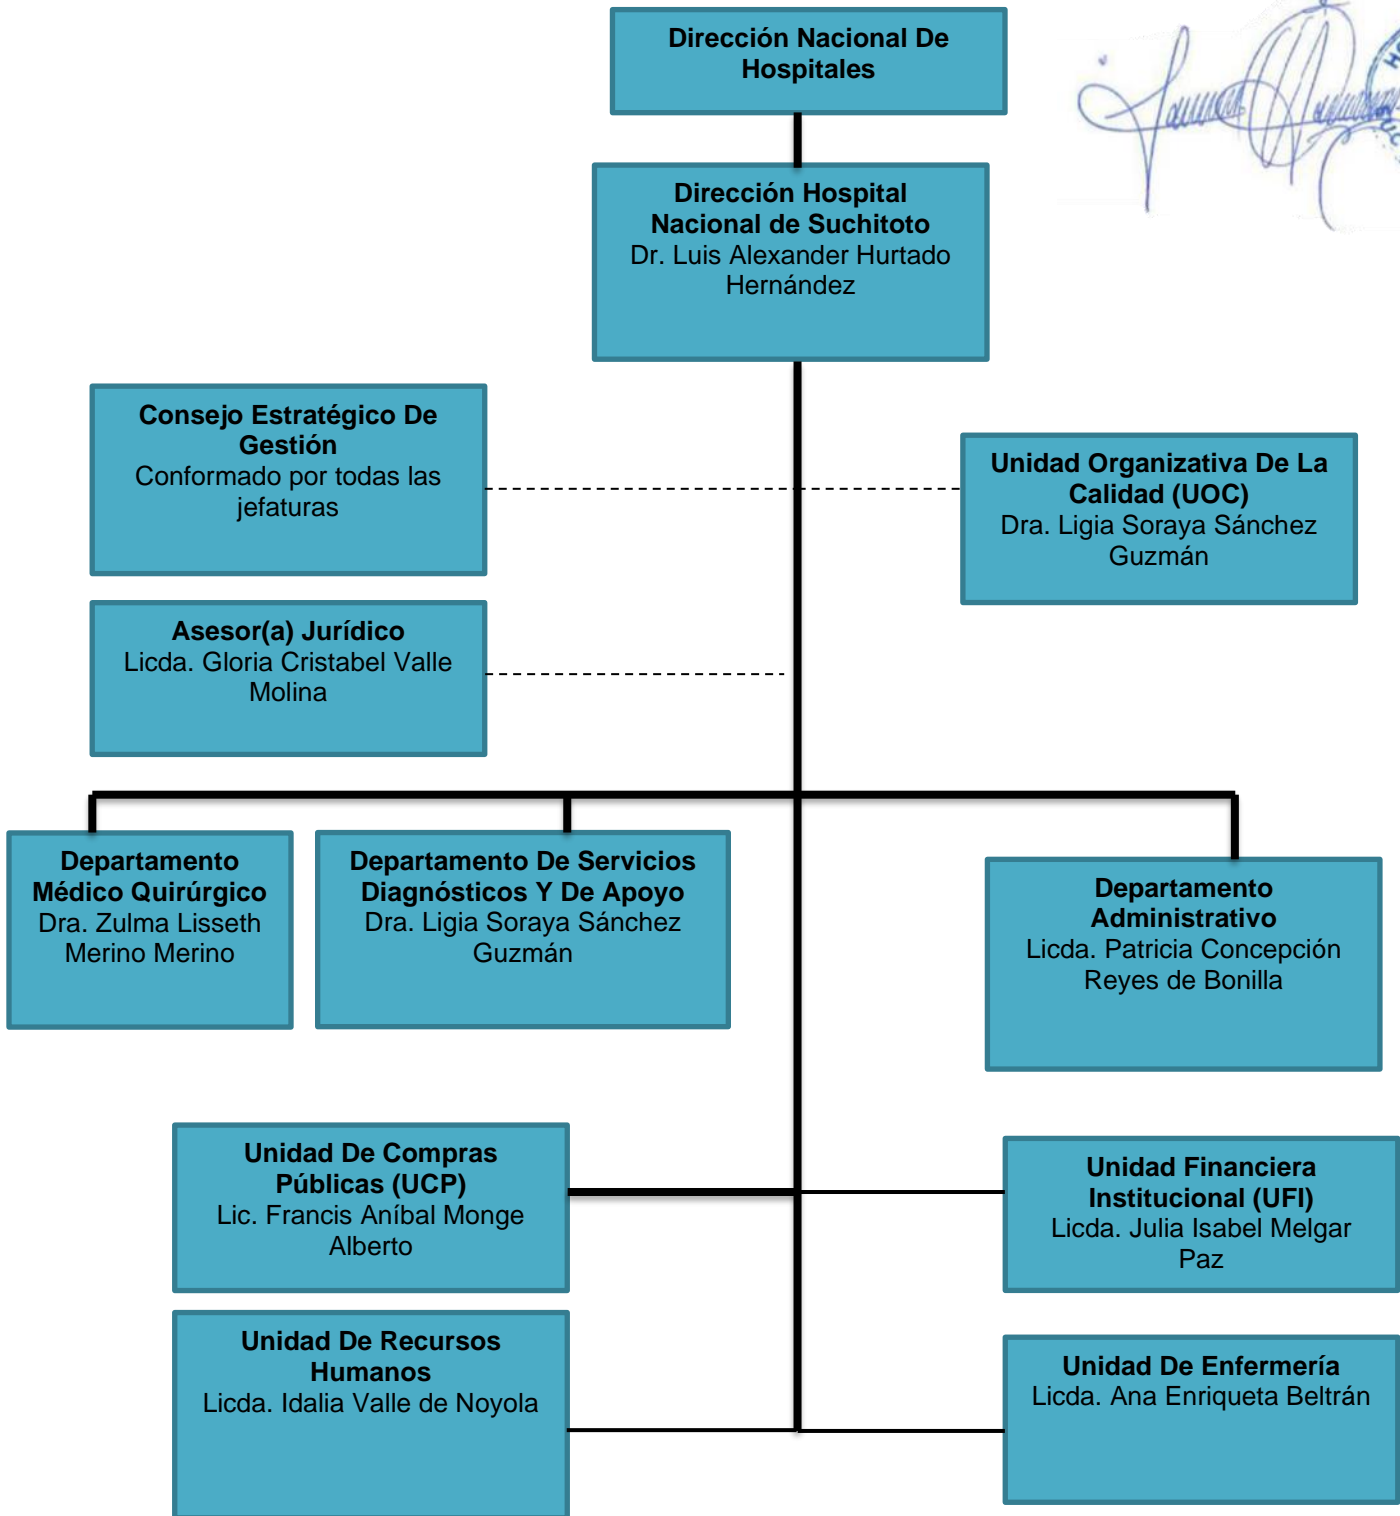 Dirección Nacional De
Hospitales
Dirección Hospital
Nacional de Suchitoto
Dr. Luis Alexander Hurtado
Hernández
Consejo Estratégico De
Gestión
Conformado por todas las
jefaturas
Unidad Organizativa De La
Calidad (UOC)
Dra. Ligia Soraya Sánchez
Guzmán
Asesor(a) Jurídico
Licda. Gloria Cristabel Valle
Molina
Departamento
Médico Quirúrgico
Dra. Zulma Lisseth
Merino Merino
Departamento De Servicios
Diagnósticos Y De Apoyo
Dra. Ligia Soraya Sánchez
Guzmán
Departamento
Administrativo
Licda. Patricia Concepción
Reyes de Bonilla
Unidad De Compras
Públicas (UCP)
Lic. Francis Aníbal Monge
Alberto
Unidad Financiera
Institucional (UFI)
Licda. Julia Isabel Melgar
Paz
Unidad De Recursos
Humanos
Licda. Idalia Valle de Noyola
Unidad De Enfermería
Licda. Ana Enriqueta Beltrán